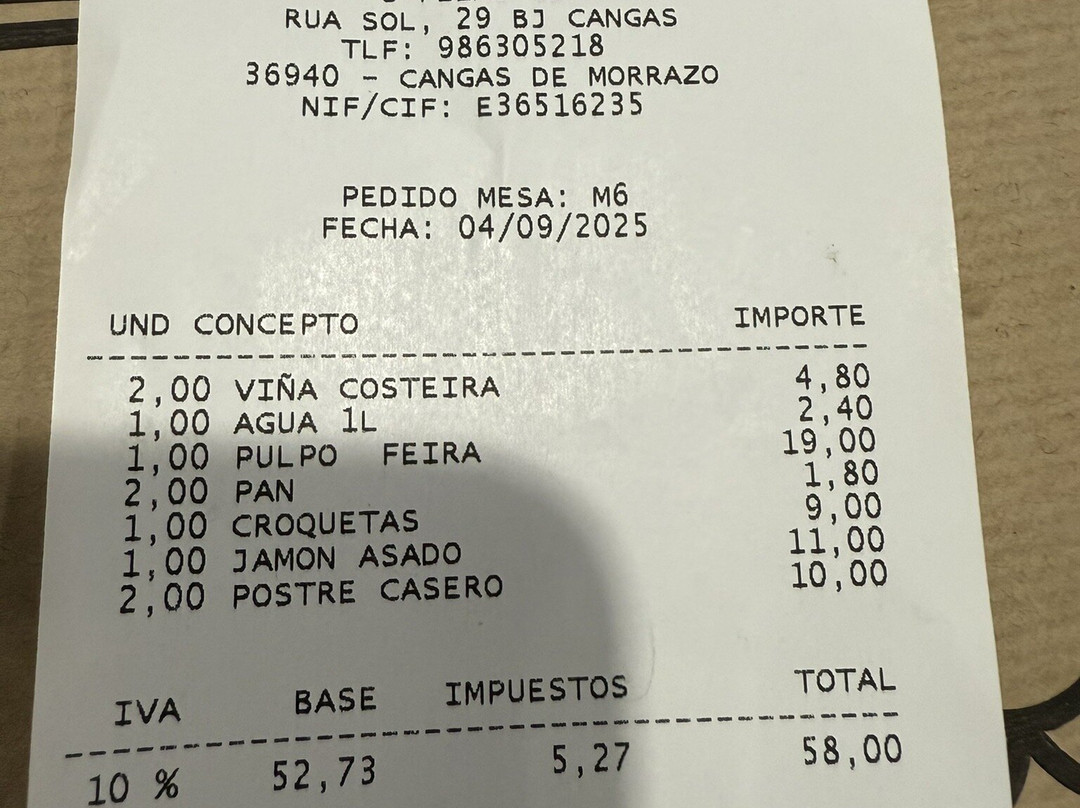 RUA SOL, 29 BJ CANGAS
TLF: 986305218
36940 - CANGAS DE MORRAZO
NIF/CIF: E36516235
PEDIDO MESA: M6
FECHA: 04/09/2025
UND CONCEPTO IMPORTE
2,00 VIÑA COSTEIRA 4,80
1,00 AGUA 1L 2,40
1,00 PULPO FEIRA 19,00
2,00 PAN 1,80
1,00 CROQUETAS 9,00
1,00 JAMON ASADO 11,00
2,00 POSTRE CASERO 10,00
IVA BASE IMPUESTOS TOTAL
10 % 52,73 5,27 58,00